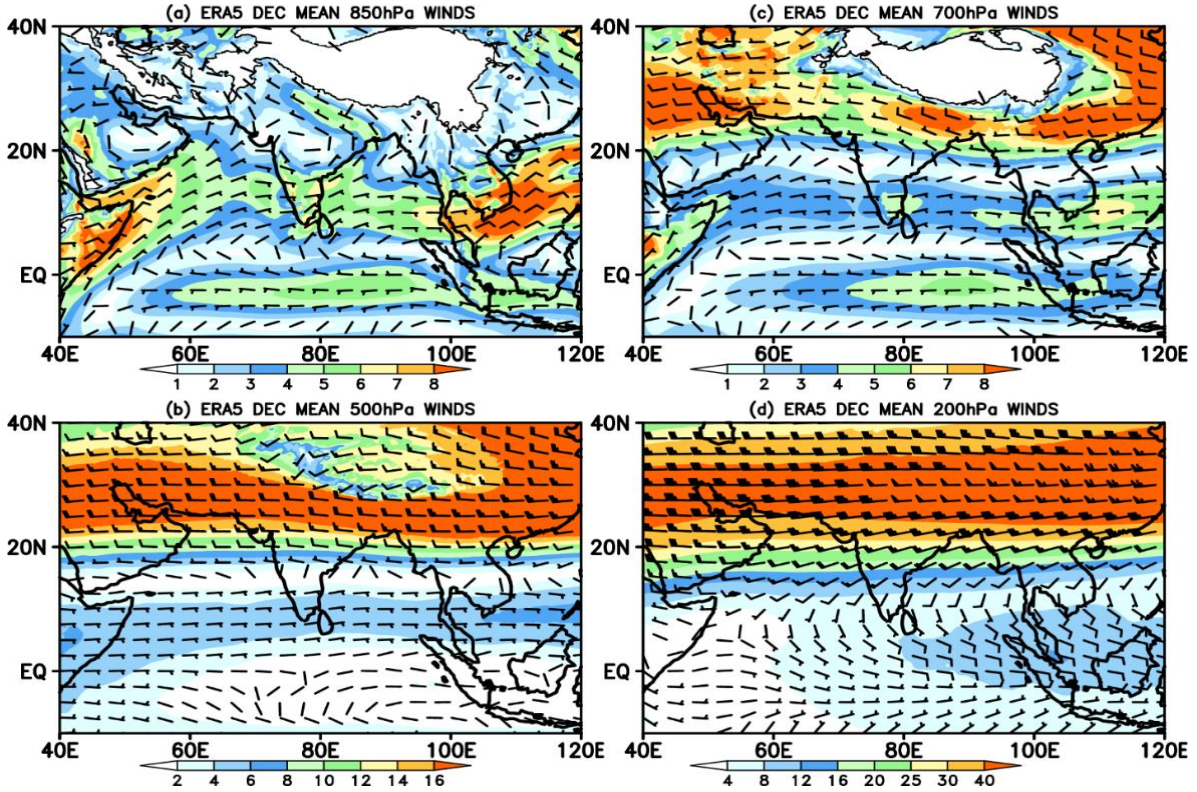 (a) ERA5 DEC MEAN 850hPa WINDS
40N
20N
EQ
40E 60E 80E 100E 120E
1 2 3 4 5 6 7 8
(c) ERA5 DEC MEAN 700hPa WINDS
40N
20N
EQ
40E 60E 80E 100E 120E
1 2 3 4 5 6 7 8
(b) ERA5 DEC MEAN 500hPa WINDS
40N
20N
EQ
40E 60E 80E 100E 120E
2 4 6 8 10 12 14 16
(d) ERA5 DEC MEAN 200hPa WINDS
40N
20N
EQ
40E 60E 80E 100E 120E
4 8 12 16 20 25 30 40